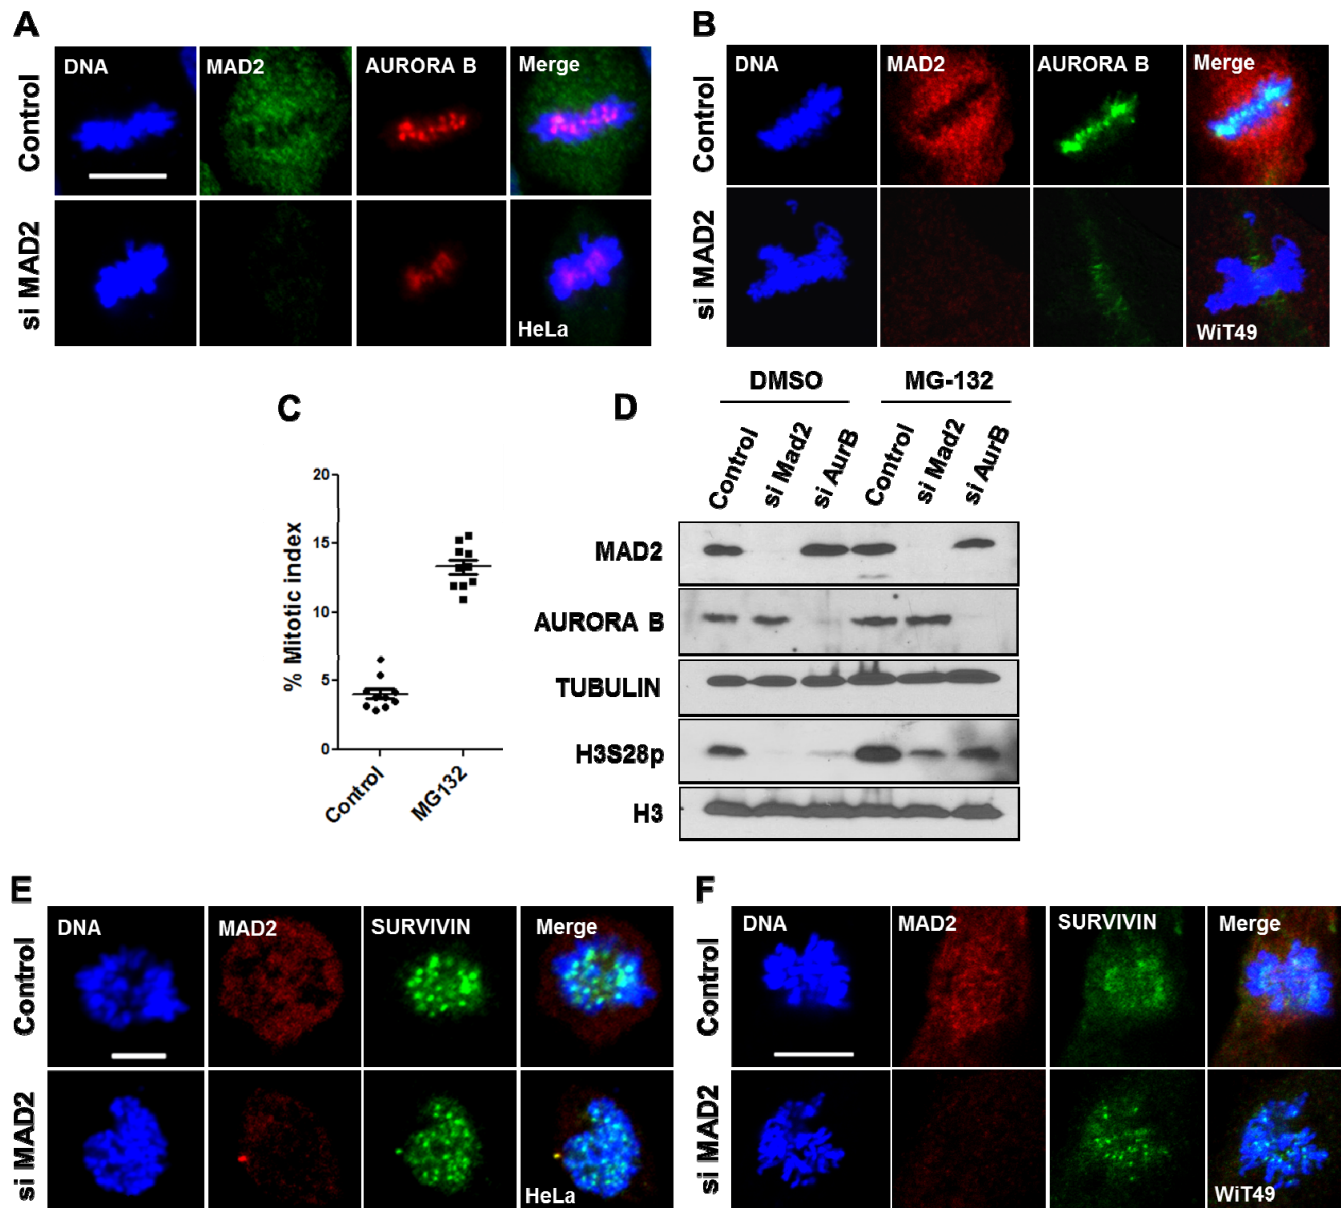 A
B
DNA MAD2 AURORA B Merge
DNA MAD2 AURORA B Merge
Control
Control
si MAD2
si MAD2
HeLa
WiT49
C
D
DMSO MG-132
Control si Mad2 si AurB Control si Mad2 si AurB
% Mitotic index
20
15
10
5
0
Control MG132
MAD2
AURORA B
TUBULIN
H3S28p
H3
E
F
DNA MAD2 SURVIVIN Merge
DNA MAD2 SURVIVIN Merge
Control
Control
si MAD2
si MAD2
HeLa
WiT49